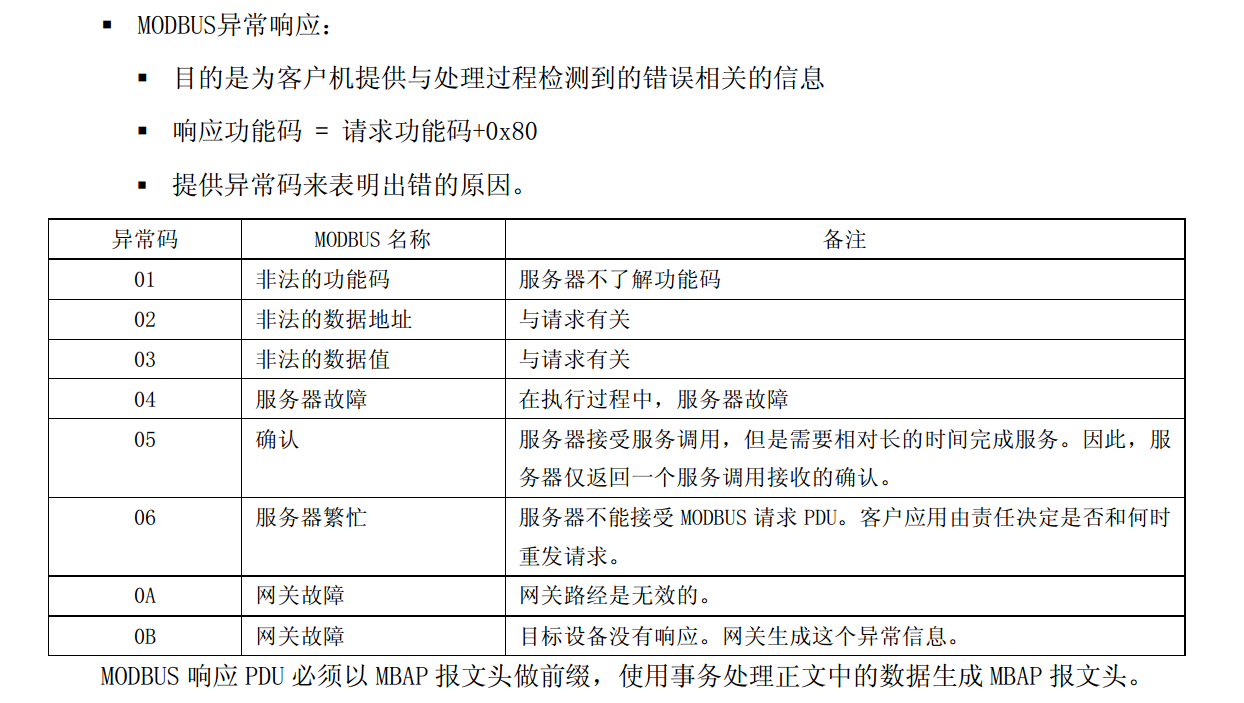 ▪ MODBUS异常响应：
▪ 目的是为客户机提供与处理过程检测到的错误相关的信息
▪ 响应功能码 = 请求功能码+0x80
▪ 提供异常码来表明出错的原因。
异常码 MODBUS 名称 备注
01 非法的功能码 服务器不了解功能码
02 非法的数据地址 与请求有关
03 非法的数据值 与请求有关
04 服务器故障 在执行过程中，服务器故障
05 确认 服务器接受服务调用，但是需要相对长的时间完成服务。因此，服
务器仅返回一个服务调用接收的确认。
06 服务器繁忙 服务器不能接受 MODBUS 请求 PDU。客户应用由责任决定是否和何时
重发请求。
0A 网关故障 网关路经是无效的。
0B 网关故障 目标设备没有响应。网关生成这个异常信息。
MODBUS 响应 PDU 必须以 MBAP 报文头做前缀，使用事务处理正文中的数据生成 MBAP 报文头。